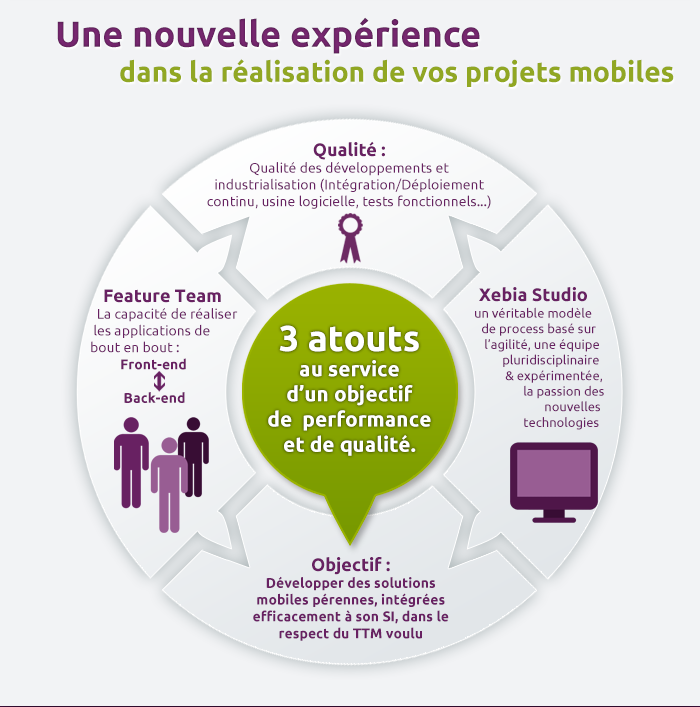 Une nouvelle expérience
dans la réalisation de vos projets mobiles
Qualité :
Qualité des développements et
industrialisation (Intégration/Déploiement
continu, usine logicielle, tests fonctionnels...)
Feature Team
La capacité de réaliser
les applications de
bout en bout :
Front-end
Back-end
3 atouts
au service
d'un objectif
de performance
et de qualité.
Xebia Studio
un véritable modèle
de process basé sur
l'agilité, une équipe
pluridisciplinaire
& expérimentée,
la passion des
nouvelles
technologies
Objectif :
Développer des solutions
mobiles pérennes, intégrées
efficacement à son SI, dans le
respect du TTM voulu